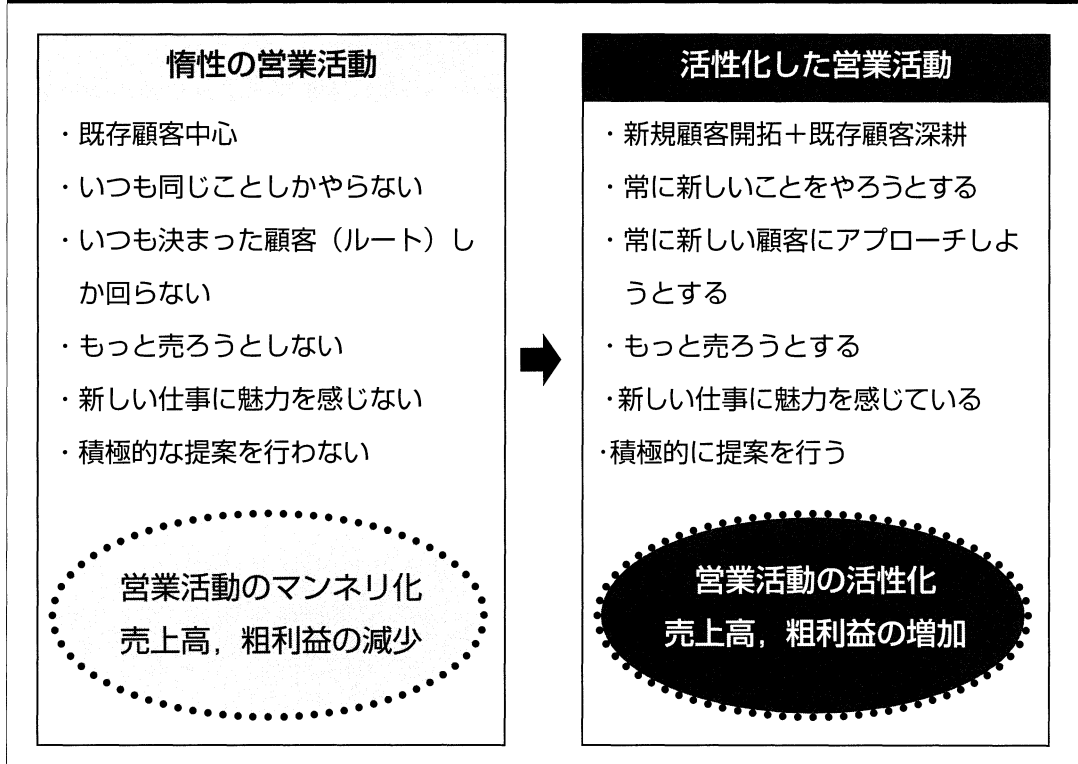 惰性の営業活動
・既存顧客中心
・いつも同じことしかやらない
・いつも決まった顧客（ルート）し
か回らない
・もっと売ろうとしない
・新しい仕事に魅力を感じない
・積極的な提案を行わない
営業活動のマンネリ化
売上高，粗利益の減少
活性化した営業活動
・新規顧客開拓＋既存顧客深耕
・常に新しいことをやろうとする
・常に新しい顧客にアプローチしよ
うとする
・もっと売ろうとする
・新しい仕事に魅力を感じている
・積極的に提案を行う
営業活動の活性化
売上高，粗利益の増加